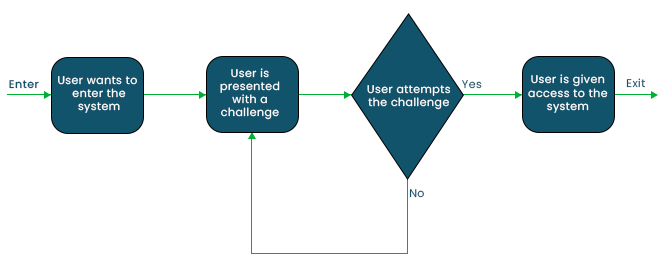 Enter
User wants to
enter the
system
User is
presented
with a
challenge
User attempts
the challenge
Yes
No
User is given
access to the
system
Exit